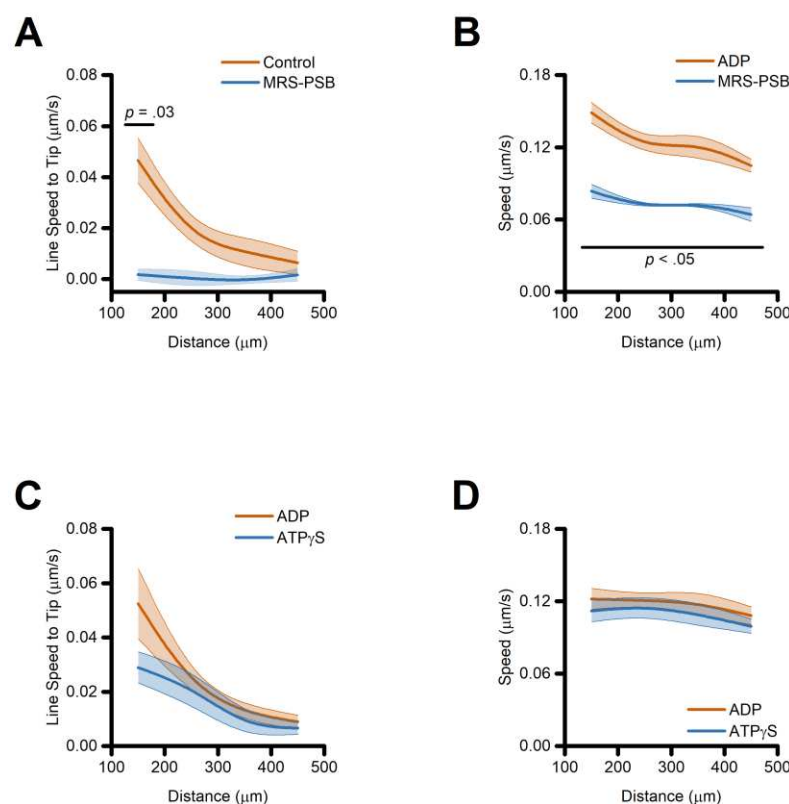 A
Control
MRS-PSB
p = .03
Line Speed to Tip (μm/s)
0.08
0.06
0.04
0.02
0.00
100 200 300 400 500
Distance (μm)
B
ADP
MRS-PSB
Speed (μm/s)
0.18
0.12
0.06
0.00
p < .05
100 200 300 400 500
Distance (μm)
C
ADP
ATPγS
Line Speed to Tip (μm/s)
0.08
0.06
0.04
0.02
0.00
100 200 300 400 500
Distance (μm)
D
Speed (μm/s)
0.18
0.12
0.06
0.00
ADP
ATPγS
100 200 300 400 500
Distance (μm)